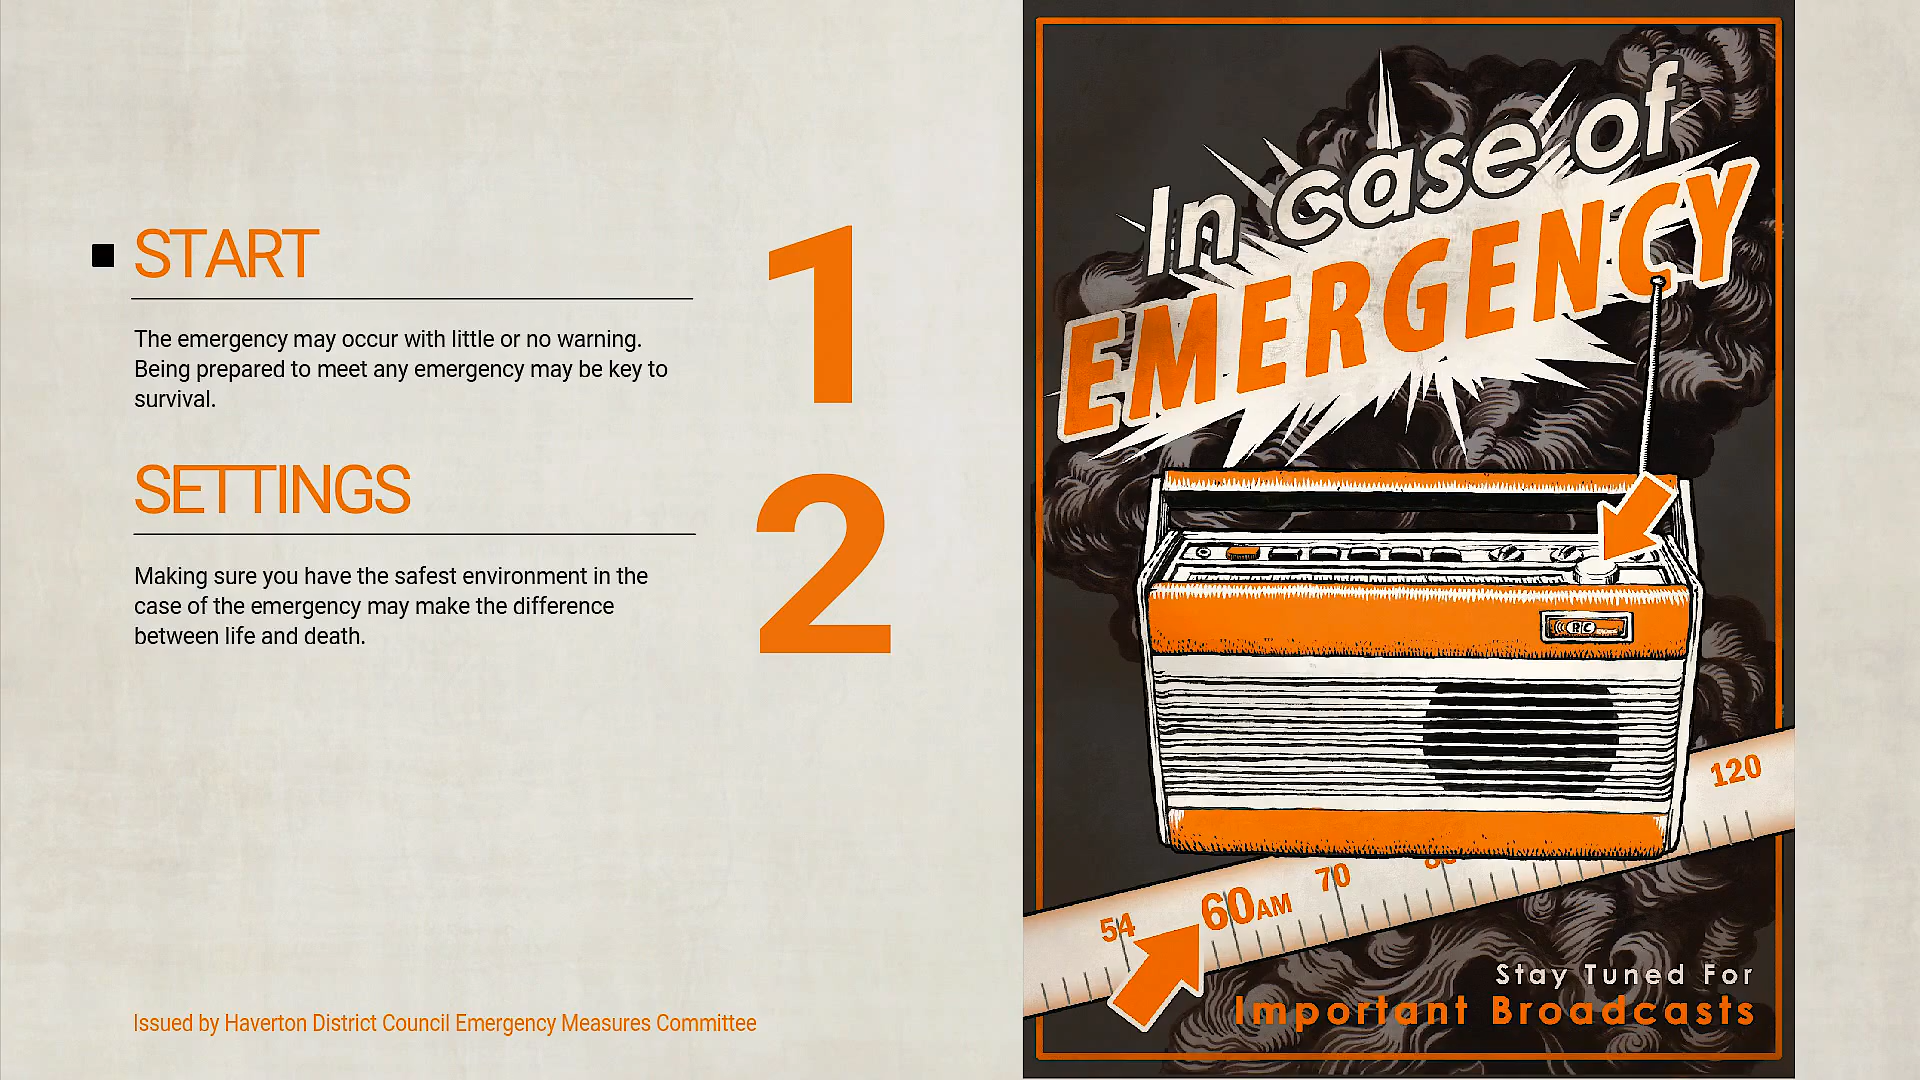 START
The emergency may occur with little or no warning.
Being prepared to meet any emergency may be key to
survival.
1
SETTINGS
Making sure you have the safest environment in the
case of the emergency may make the difference
between life and death.
2
Issued by Haverton District Council Emergency Measures Committee
In case of
EMERGENCY
54
60AM
70
120
Stay Tuned For
Important Broadcasts